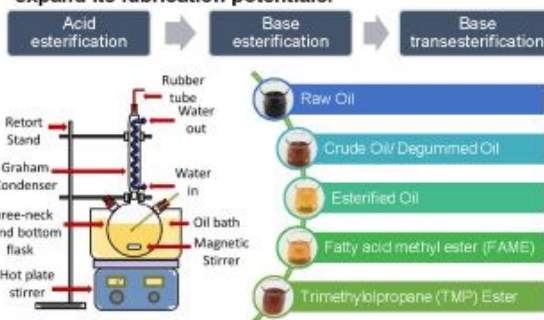 expand its fabrication potentials.
Acid
esterification
Base
esterification
Base
transesterification
Rubber
tube
Water
out
Retort
Stand
Graham
Condenser
Water
in
ree-neck
nd bottom
flask
Oil bath
Magnetic
Stirrer
Hot plate
stirrer
Raw Oil
Crude Oil/ Degummed Oil
Esterified Oil
Fatty acid methyl ester (FAME)
Trimethylolpropane (TMP) Ester